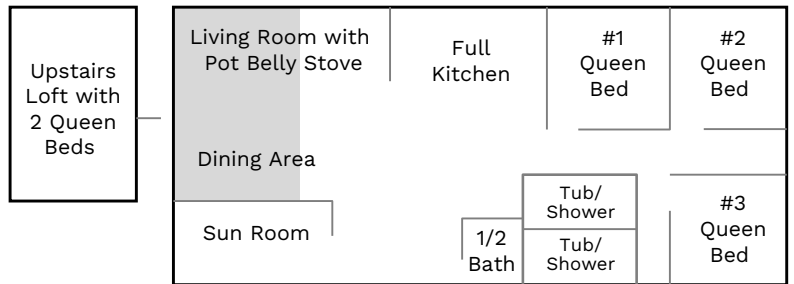 Upstairs
Loft with
2 Queen
Beds
Living Room with
Pot Belly Stove
Full
Kitchen
#1
Queen
Bed
#2
Queen
Bed
Dining Area
Sun Room
1/2
Bath
Tub/
Shower
Tub/
Shower
#3
Queen
Bed